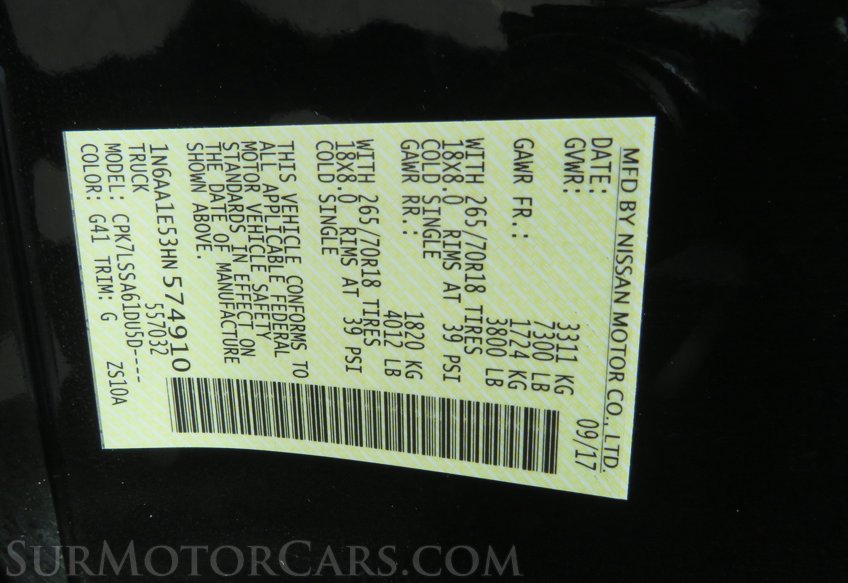 MFD BY NISSAN MOTOR CO., LTD.
DATE: 09/17
GVWR: 3311 KG
7300 LB
GAWR FR.: 1724 KG
3800 LB
WITH 265/70R18 TIRES
18X8.0 RIMS AT 39 PSI
COLD SINGLE
GAWR RR.: 1820 KG
4012 LB
WITH 265/70R18 TIRES
18X8.0 RIMS AT 39 PSI
COLD SINGLE
THIS VEHICLE CONFORMS TO
ALL APPLICABLE FEDERAL
MOTOR VEHICLE SAFETY
STANDARDS IN EFFECT ON
THE DATE OF MANUFACTURE
SHOWN ABOVE.
1N6AA1E53HN574910
TRUCK 557032
MODEL: CPK7LSSA61DU5D---- ZS10A
COLOR: G41 TRIM: G
SURMOTORCARS.COM